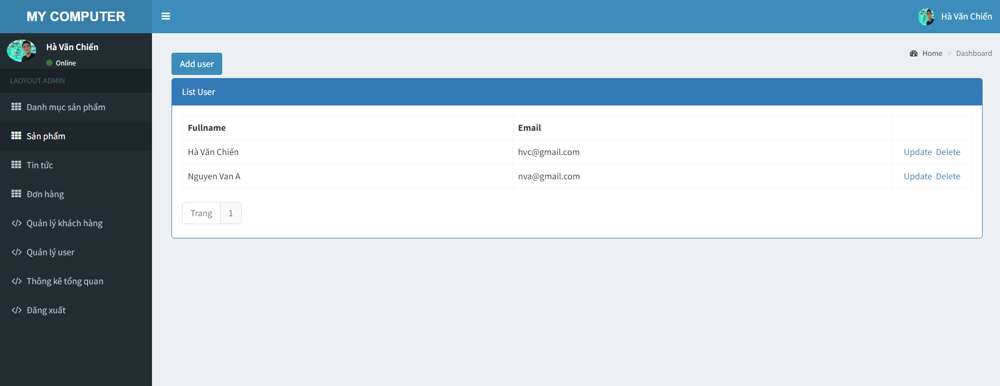 MY COMPUTER
Hà Văn Chiến
Hà Văn Chiến
Online
LAOYOUT ADMIN
Danh mục sản phẩm
Sản phẩm
Tin tức
Đơn hàng
Quản lý khách hàng
Quản lý user
Thông kê tổng quan
Đăng xuất
Home > Dashboard
Add user
List User
Fullname Email
Hà Văn Chiến hvc@gmail.com Update Delete
Nguyen Van A nva@gmail.com Update Delete
Trang 1